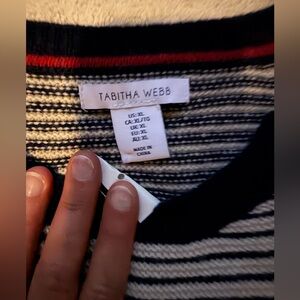 TABITHA WEBB
US: XL
CA: XL/TG
UK: XL
EU: XL
AU: XL
MADE IN
CHINA